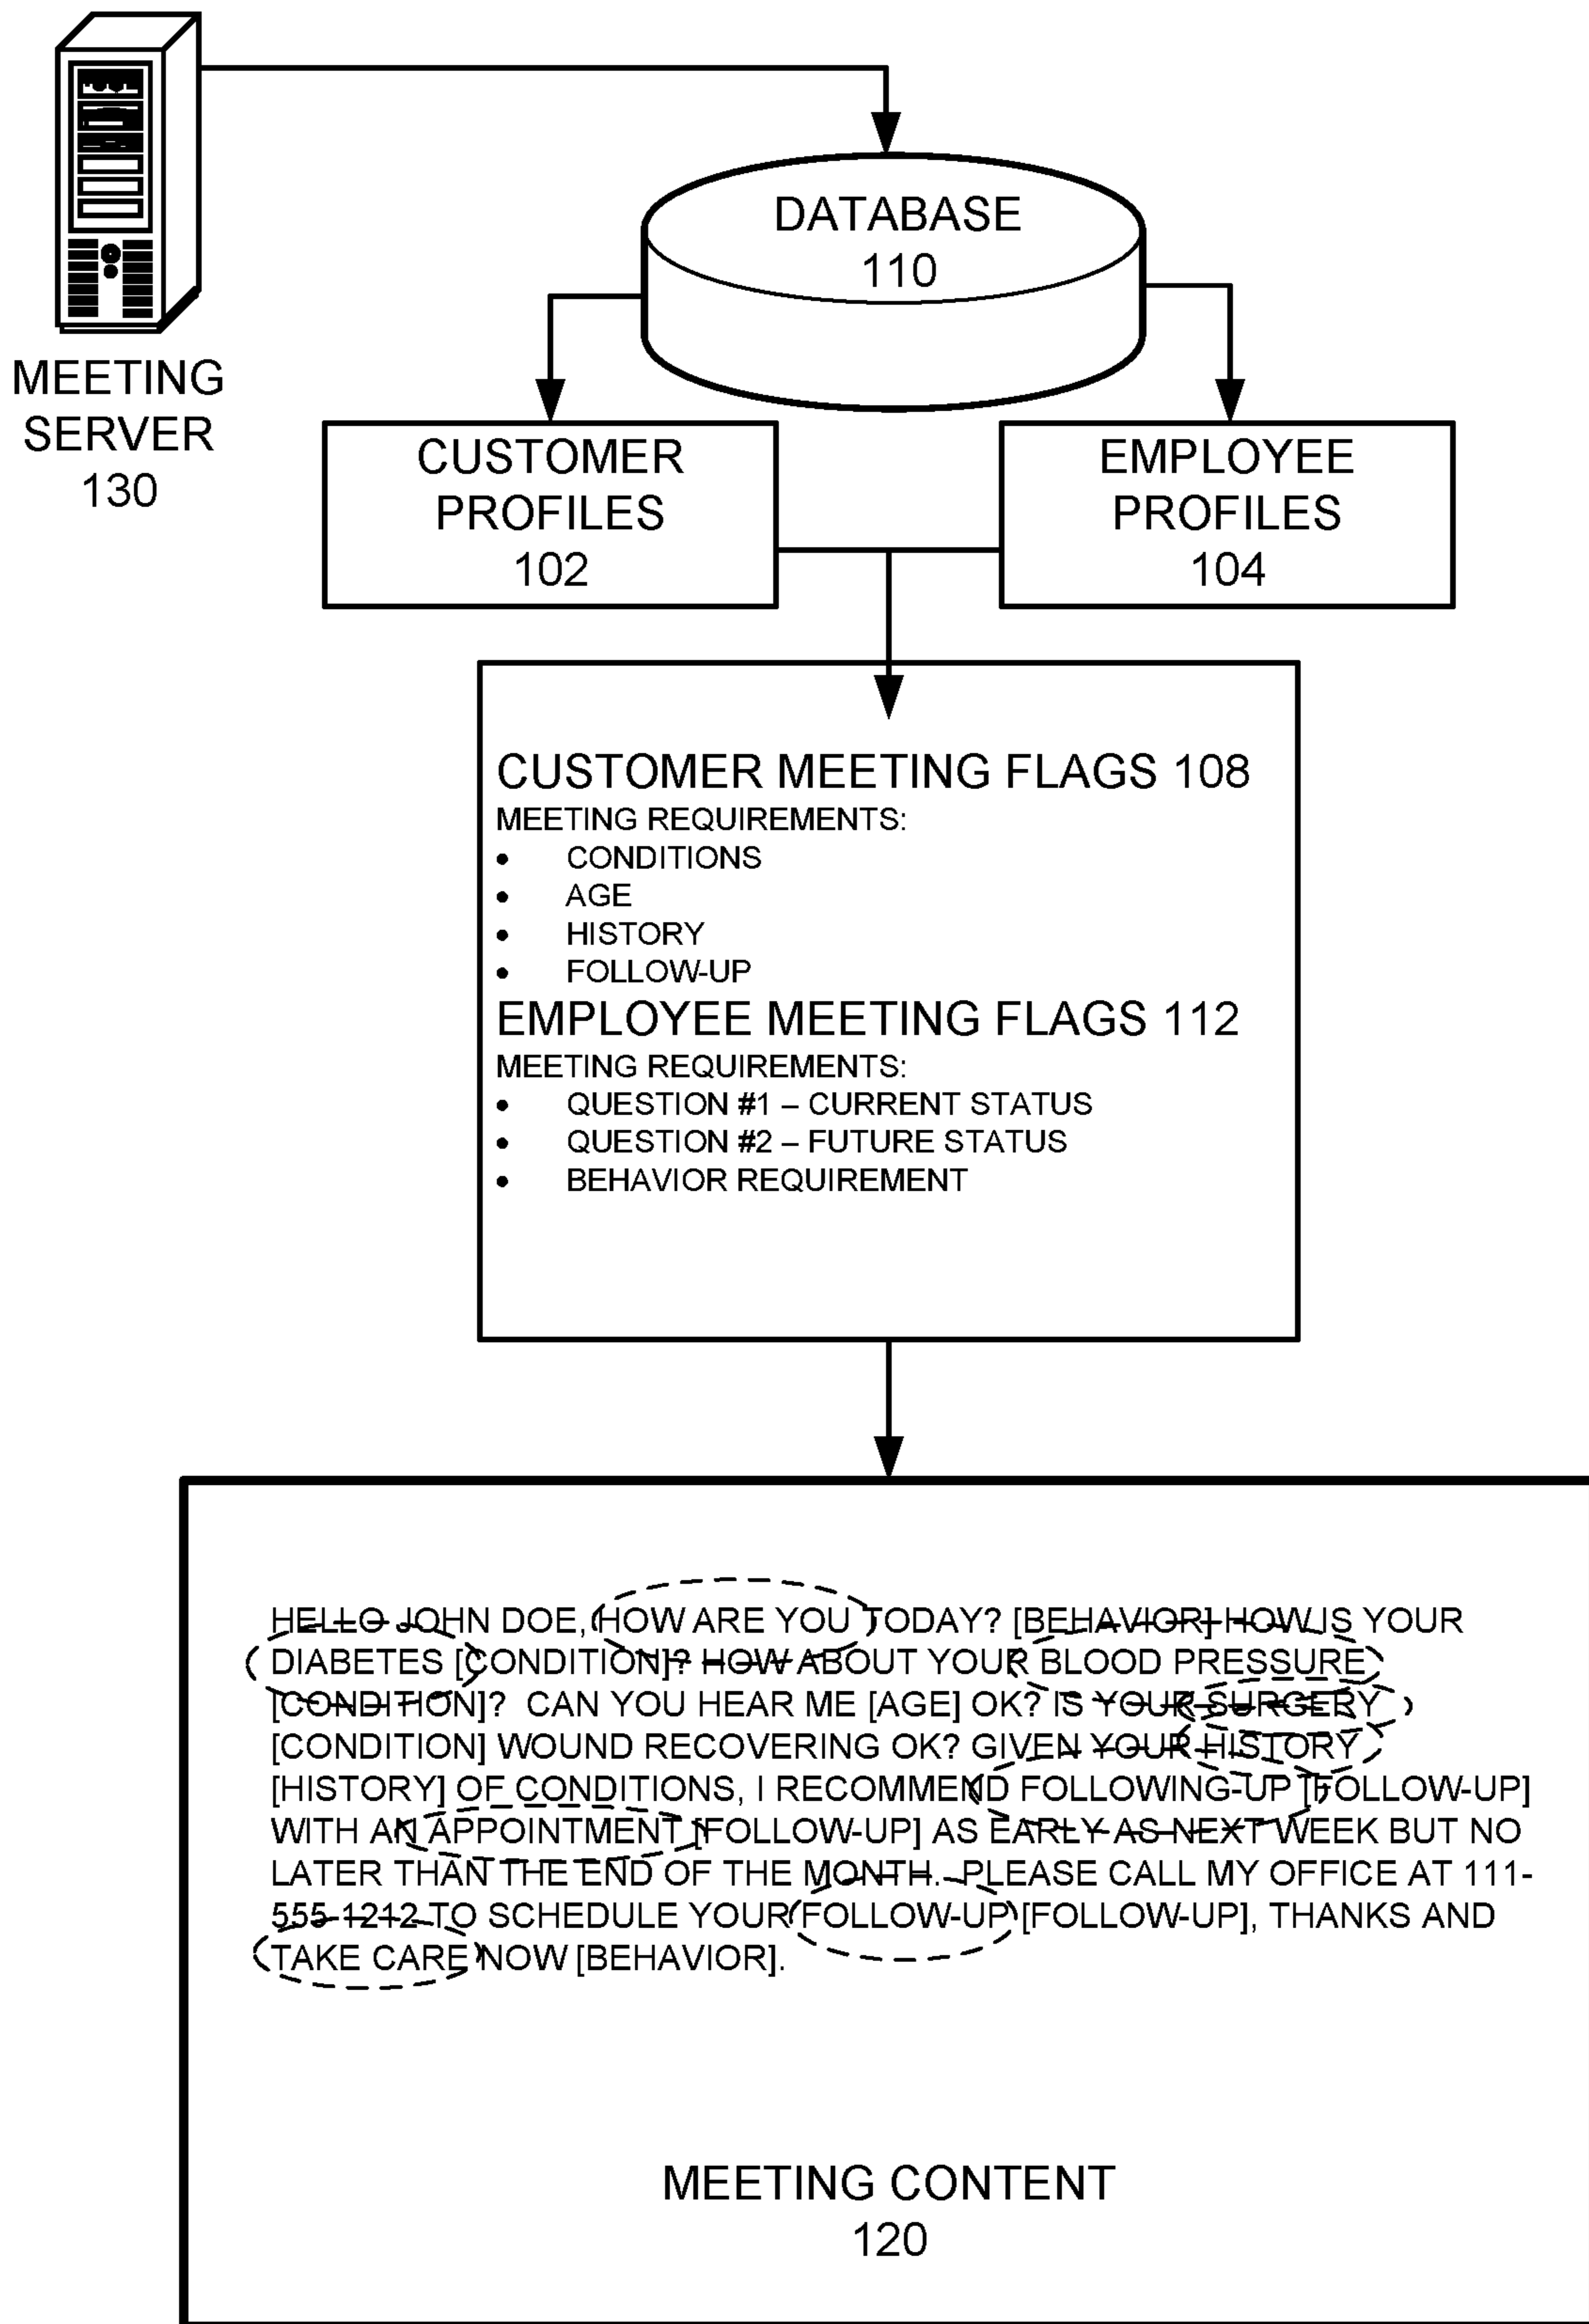 DATABASE
110
MEETING
SERVER
130
CUSTOMER
PROFILES
102
EMPLOYEE
PROFILES
104
CUSTOMER MEETING FLAGS 108
MEETING REQUIREMENTS:
• CONDITIONS
• AGE
• HISTORY
• FOLLOW-UP
EMPLOYEE MEETING FLAGS 112
MEETING REQUIREMENTS:
• QUESTION #1 – CURRENT STATUS
• QUESTION #2 – FUTURE STATUS
• BEHAVIOR REQUIREMENT
HELLO JOHN DOE, HOW ARE YOU TODAY? [BEHAVIOR] HOW IS YOUR
DIABETES [CONDITION]? HOW ABOUT YOUR BLOOD PRESSURE
[CONDITION]? CAN YOU HEAR ME [AGE] OK? IS YOUR SURGERY
[CONDITION] WOUND RECOVERING OK? GIVEN YOUR HISTORY
[HISTORY] OF CONDITIONS, I RECOMMEND FOLLOWING-UP [FOLLOW-UP]
WITH AN APPOINTMENT [FOLLOW-UP] AS EARLY AS NEXT WEEK BUT NO
LATER THAN THE END OF THE MONTH. PLEASE CALL MY OFFICE AT 111-
555-1212 TO SCHEDULE YOUR FOLLOW-UP [FOLLOW-UP], THANKS AND
TAKE CARE NOW [BEHAVIOR].
MEETING CONTENT
120